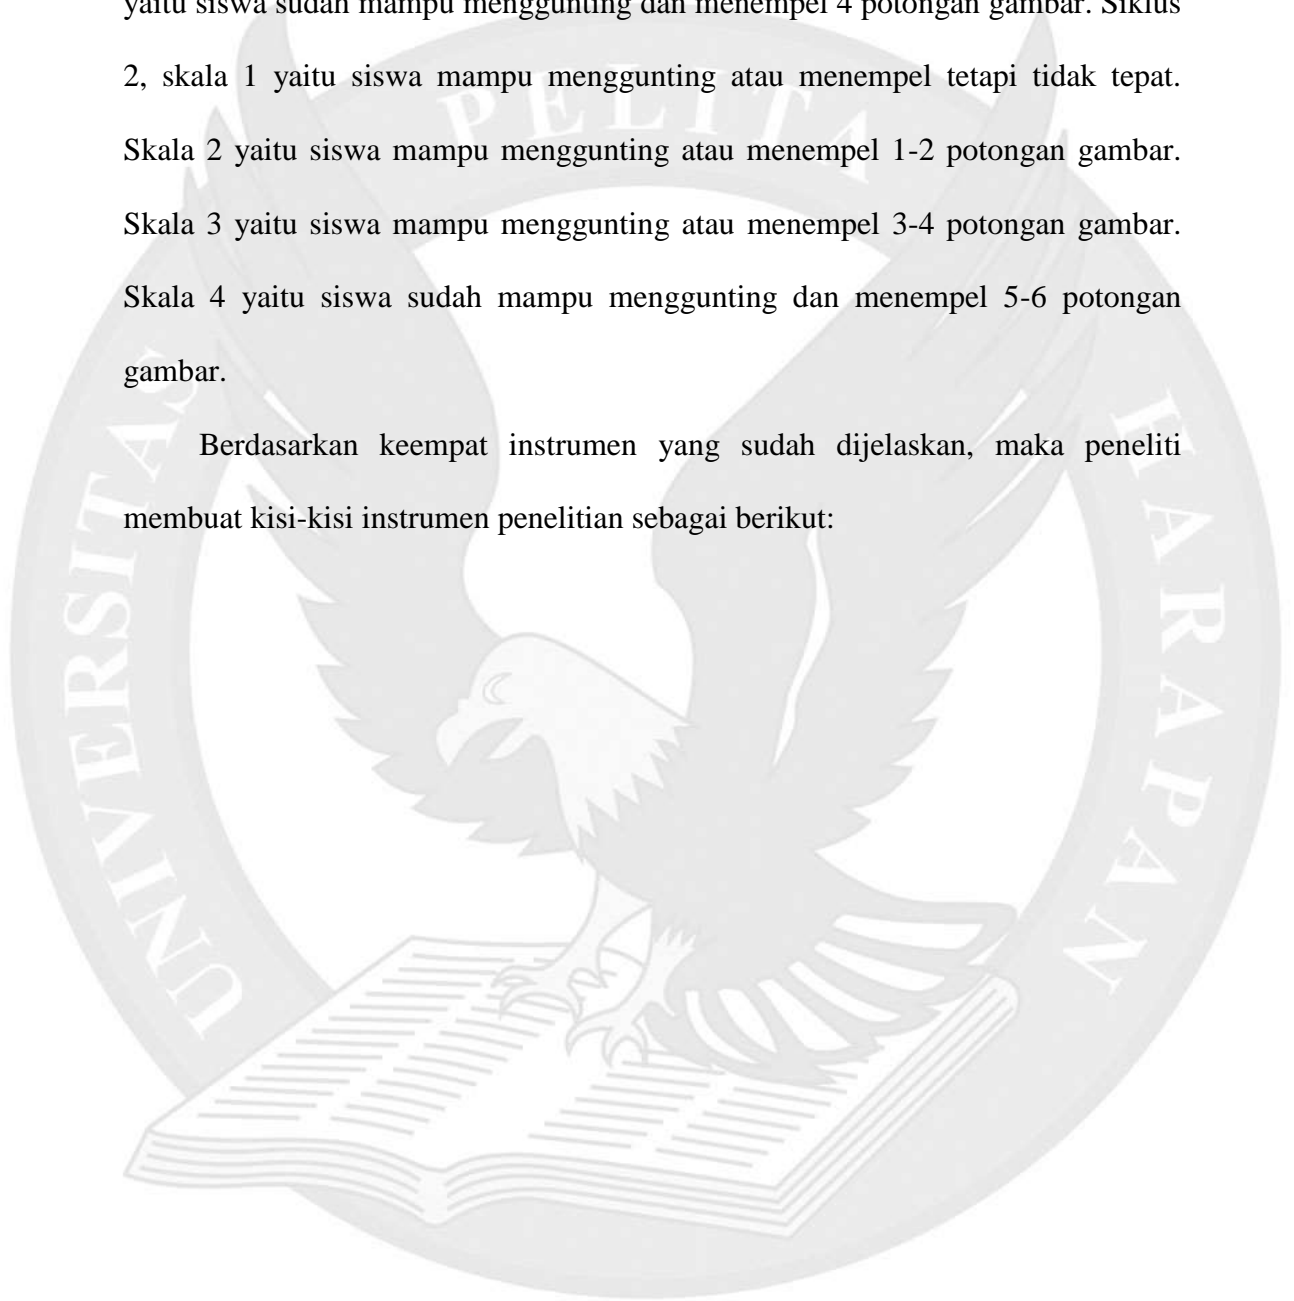 yaitu siswa sudah mampu menggunting dan menempel 4 potongan gambar. Siklus
2, skala 1 yaitu siswa mampu menggunting atau menempel tetapi tidak tepat.
Skala 2 yaitu siswa mampu menggunting atau menempel 1-2 potongan gambar.
Skala 3 yaitu siswa mampu menggunting atau menempel 3-4 potongan gambar.
Skala 4 yaitu siswa sudah mampu menggunting dan menempel 5-6 potongan
gambar.
Berdasarkan keempat instrumen yang sudah dijelaskan, maka peneliti
membuat kisi-kisi instrumen penelitian sebagai berikut:
UNIVERSITAS
PELITA
HARAPAN